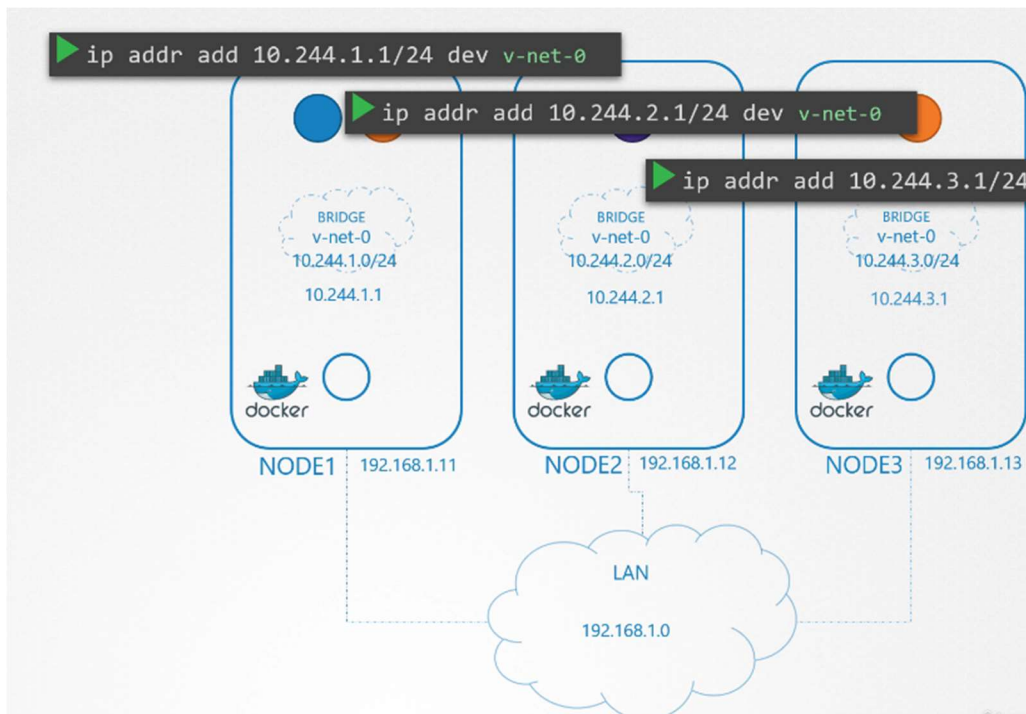 ip addr add 10.244.1.1/24 dev v-net-0
ip addr add 10.244.2.1/24 dev v-net-0
ip addr add 10.244.3.1/24
BRIDGE
v-net-0
10.244.1.0/24
10.244.1.1
BRIDGE
v-net-0
10.244.2.0/24
10.244.2.1
BRIDGE
v-net-0
10.244.3.0/24
10.244.3.1
docker
docker
docker
NODE1 192.168.1.11
NODE2 192.168.1.12
NODE3 192.168.1.13
LAN
192.168.1.0